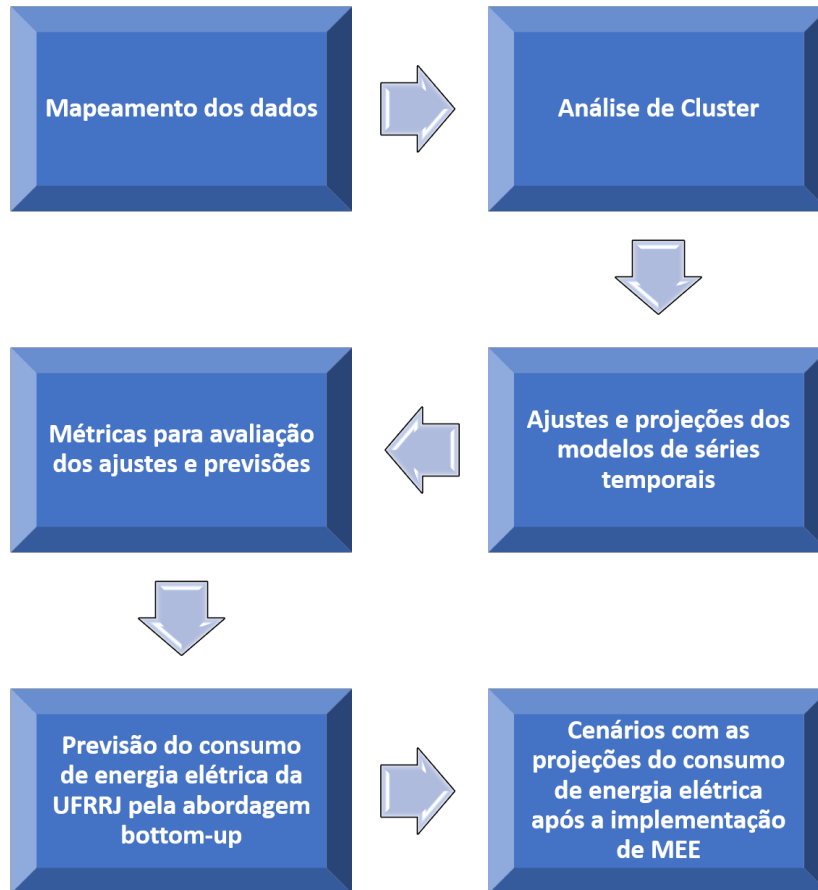 Mapeamento dos dados
Análise de Cluster
Ajustes e projeções dos
modelos de séries
temporais
Métricas para avaliação
dos ajustes e previsões
Previsão do consumo
de energia elétrica da
UFRRJ pela abordagem
bottom-up
Cenários com as
projeções do consumo
de energia elétrica
após a implementação
de MEE